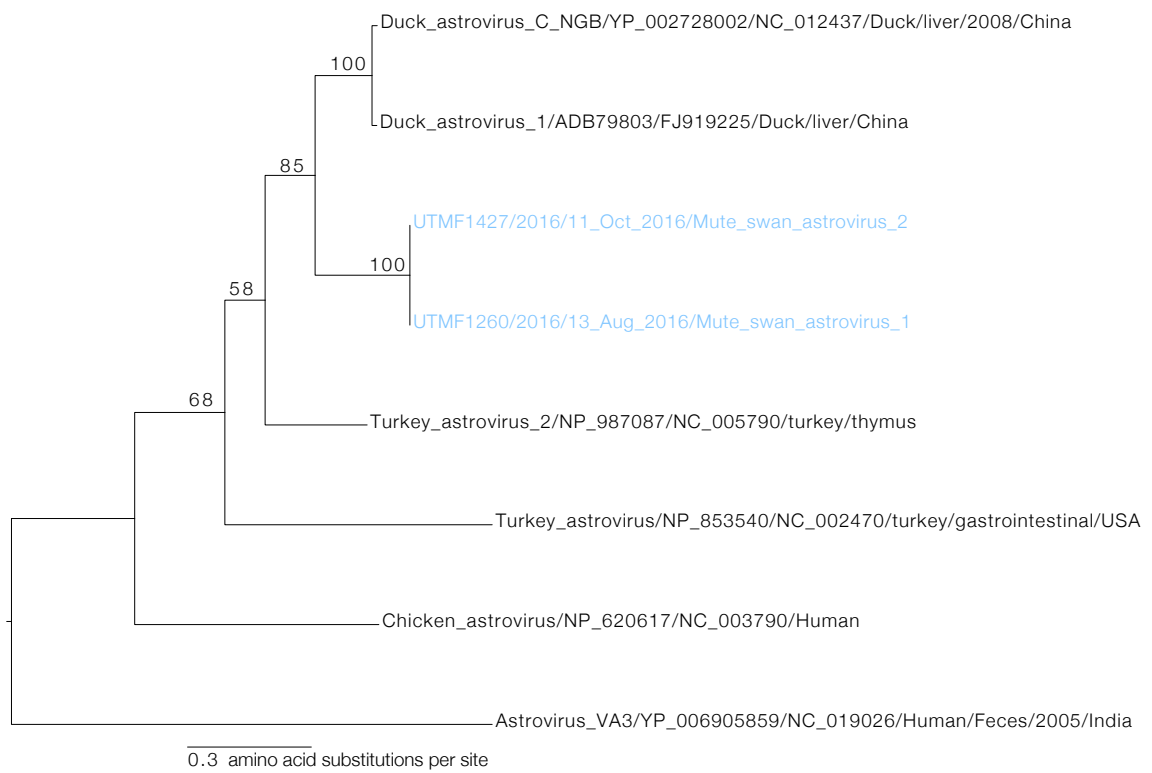 Duck_astrovirus_C_NGB/YP_002728002/NC_012437/Duck/liver/2008/China
100
Duck_astrovirus_1/ADB79803/FJ919225/Duck/liver/China
85
UTMF1427/2016/11_Oct_2016/Mute_swan_astrovirus_2
100
58
UTMF1260/2016/13_Aug_2016/Mute_swan_astrovirus_1
68
Turkey_astrovirus_2/NP_987087/NC_005790/turkey/thymus
Turkey_astrovirus/NP_853540/NC_002470/turkey/gastrointestinal/USA
Chicken_astrovirus/NP_620617/NC_003790/Human
Astrovirus_VA3/YP_006905859/NC_019026/Human/Feces/2005/India
0.3 amino acid substitutions per site